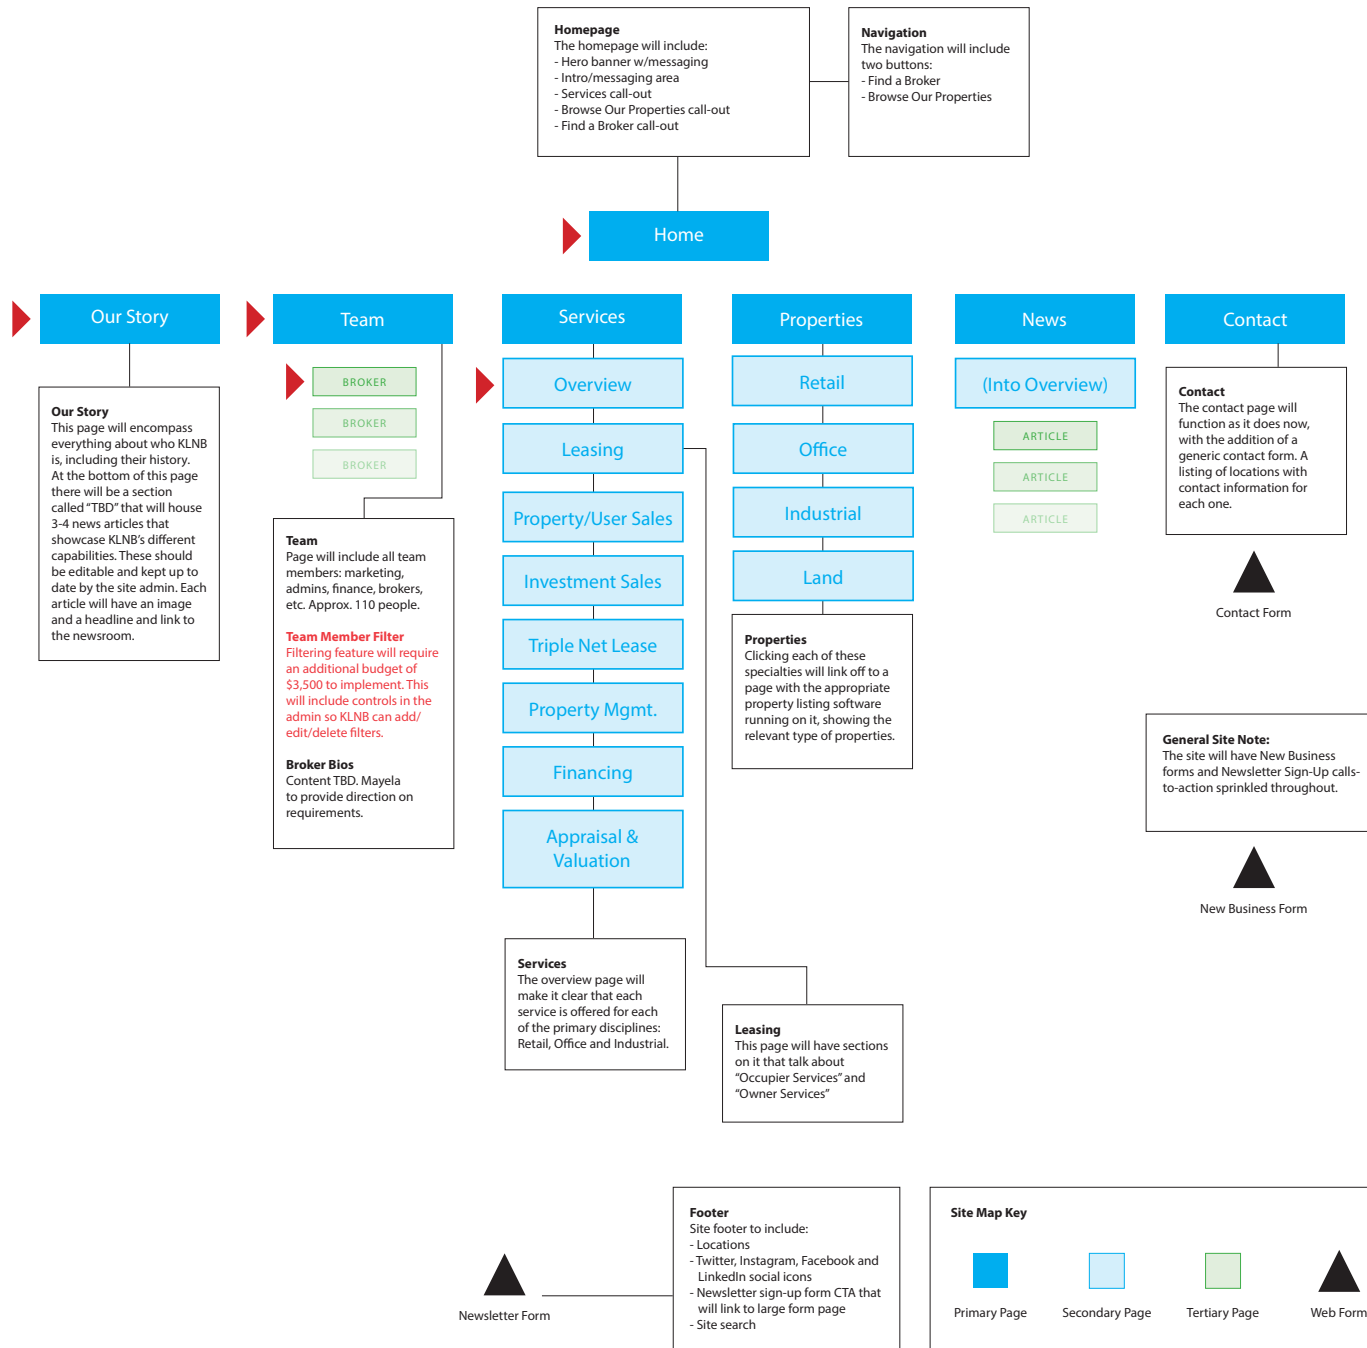 Homepage
The homepage will include:
- Hero banner w/messaging
- Intro/messaging area
- Services call-out
- Browse Our Properties call-out
- Find a Broker call-out
Navigation
The navigation will include
two buttons:
- Find a Broker
- Browse Our Properties
Home
Our Story
Team
Services
Properties
News
Contact
Our Story
This page will encompass
everything about who KLNB
is, including their history.
At the bottom of this page
there will be a section
called “TBD” that will house
3-4 news articles that
showcase KLNB’s different
capabilities. These should
be editable and kept up to
date by the site admin. Each
article will have an image
and a headline and link to
the newsroom.
BROKER
BROKER
BROKER
Team
Page will include all team
members: marketing,
admins, finance, brokers,
etc. Approx. 110 people.
Team Member Filter
Filtering feature will require
an additional budget of
$3,500 to implement. This
will include controls in the
admin so KLNB can add/
edit/delete filters.
Broker Bios
Content TBD. Mayela
to provide direction on
requirements.
Overview
Leasing
Property/User Sales
Investment Sales
Triple Net Lease
Property Mgmt.
Financing
Appraisal &
Valuation
Services
The overview page will
make it clear that each
service is offered for each
of the primary disciplines:
Retail, Office and Industrial.
Retail
Office
Industrial
Land
Properties
Clicking each of these
specialties will link off to a
page with the appropriate
property listing software
running on it, showing the
relevant type of properties.
Leasing
This page will have sections
on it that talk about
“Occupier Services” and
“Owner Services”
(Into Overview)
ARTICLE
ARTICLE
ARTICLE
Contact
The contact page will
function as it does now,
with the addition of a
generic contact form. A
listing of locations with
contact information for
each one.
Contact Form
General Site Note:
The site will have New Business
forms and Newsletter Sign-Up calls-
to-action sprinkled throughout.
New Business Form
Newsletter Form
Footer
Site footer to include:
- Locations
- Twitter, Instagram, Facebook and
LinkedIn social icons
- Newsletter sign-up form CTA that
will link to large form page
- Site search
Site Map Key
Primary Page
Secondary Page
Tertiary Page
Web Form